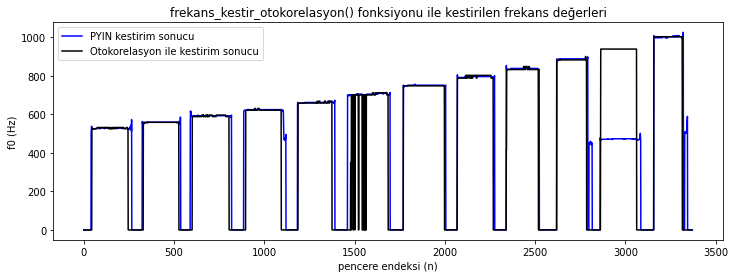 frekans_kestir_otokorelasyon() fonksiyonu ile kestirilen frekans değerleri
PYIN kestirim sonucu
Otokorelasyon ile kestirim sonucu
f0 (Hz)
1000
800
600
400
200
0
0
500
1000
1500
2000
2500
3000
3500
pencere endeksi (n)